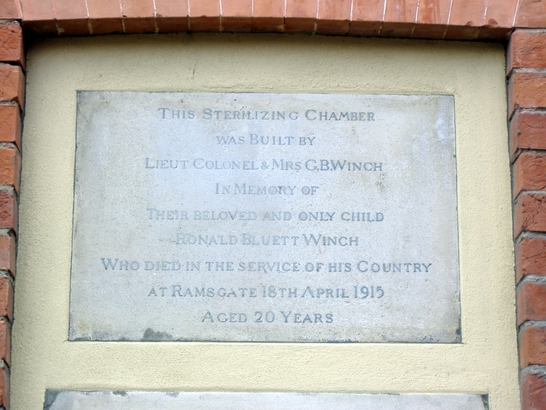 This Sterilizing Chamber
was Built by
Lieut Colonel & Mrs G.B.Winch
In Memory of
Their beloved and only child
Ronald Bluett Winch
Who died in the service of his Country
at Ramsgate 18th April 1915
Aged 20 Years